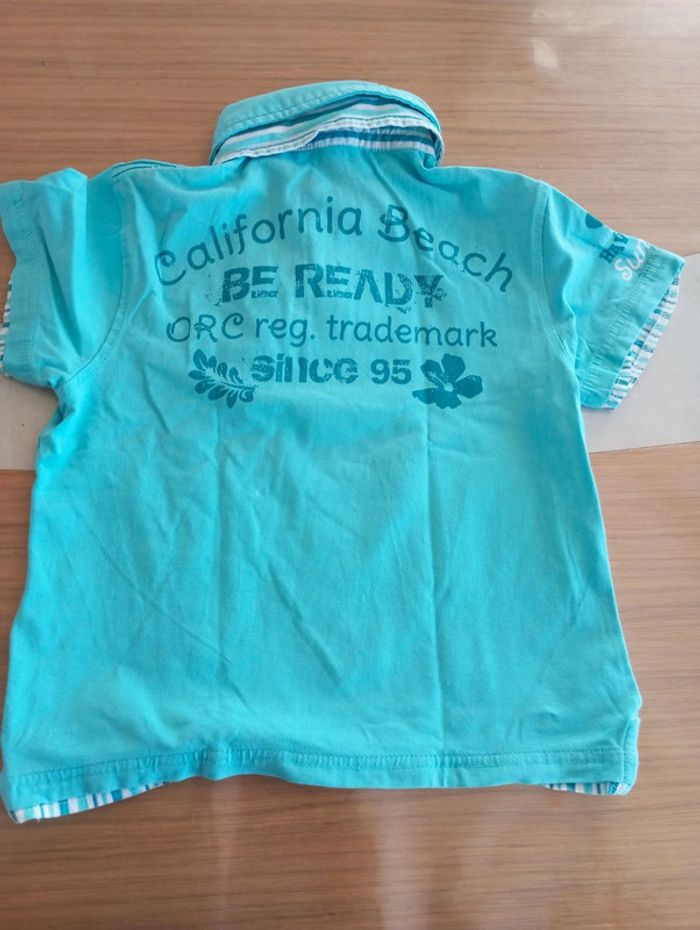 California Beach
BE READY
ORC reg. trademark
Since 95